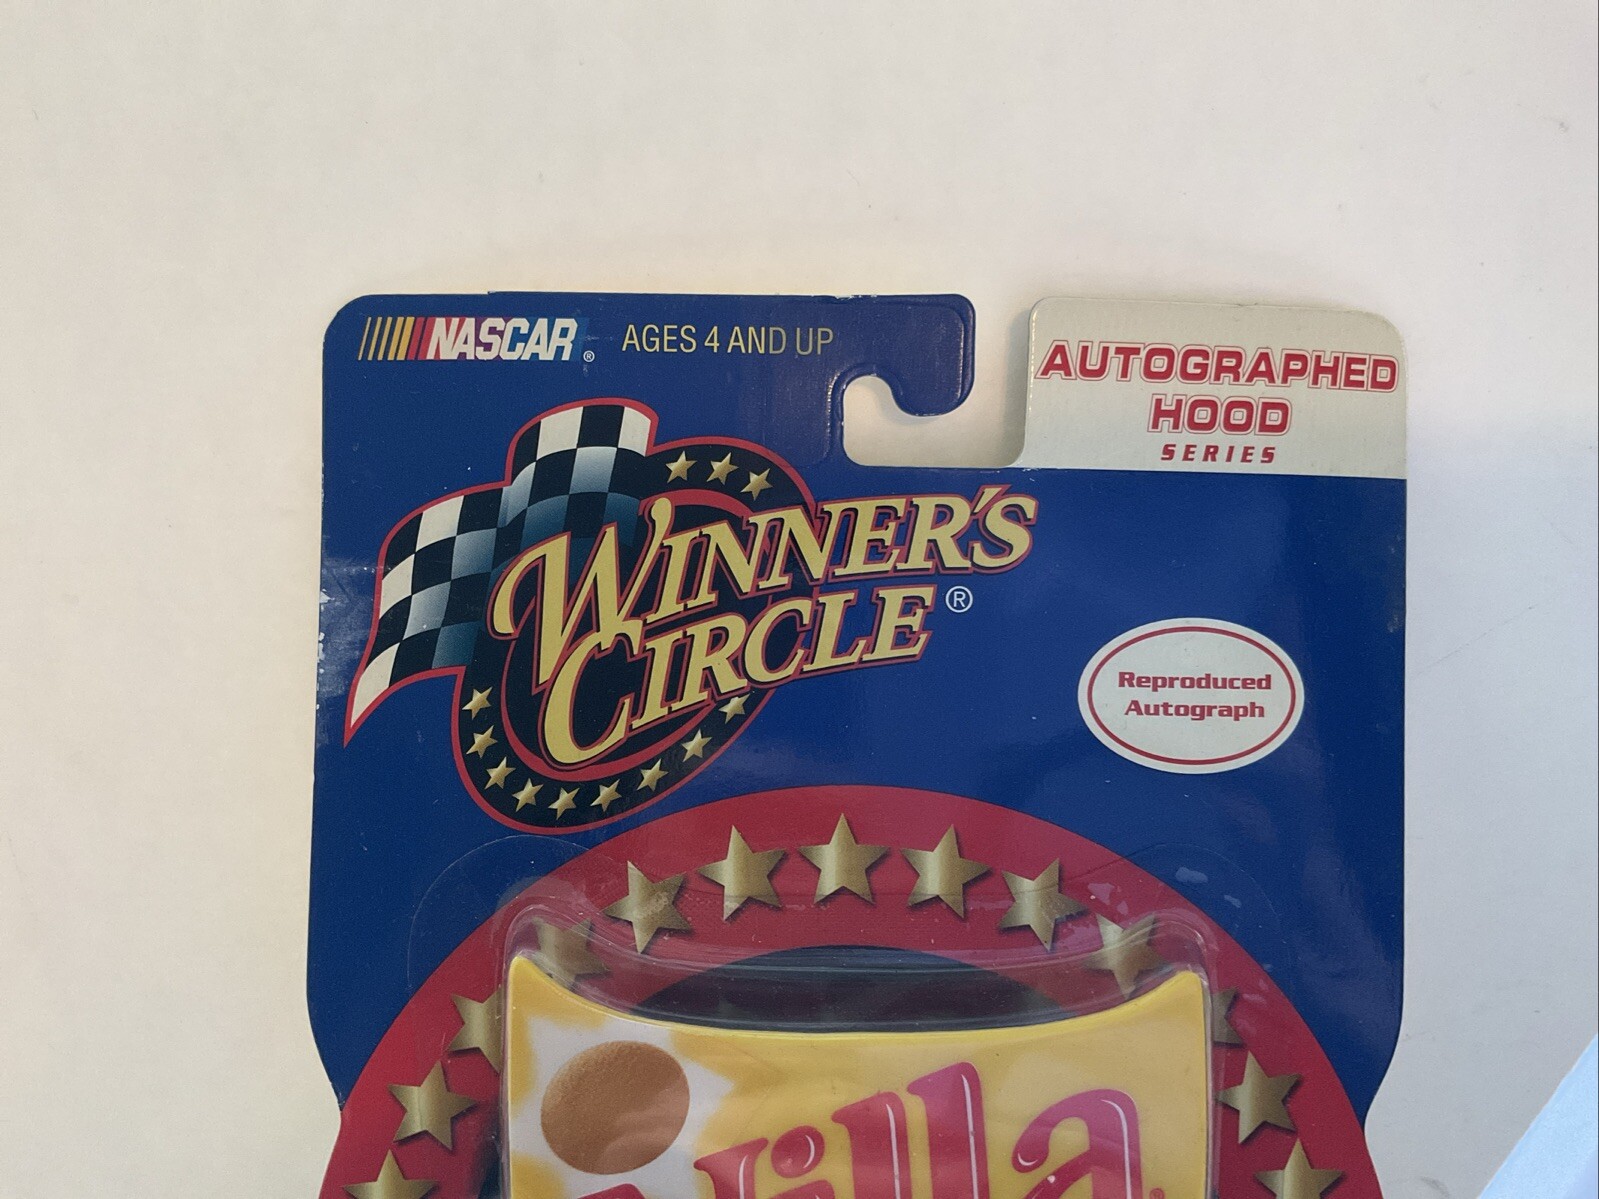 NASCAR®
AGES 4 AND UP
AUTOGRAPHED
HOOD
SERIES
WINNER'S
CIRCLE®
Reproduced
Autograph